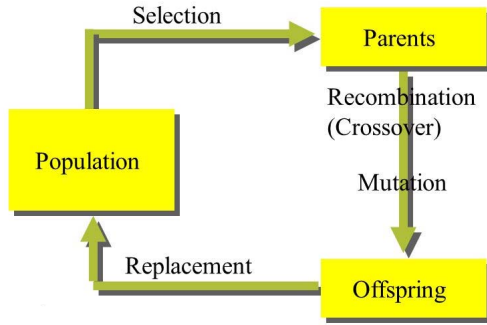 Selection
Parents
Recombination
(Crossover)
Population
Mutation
Replacement
Offspring